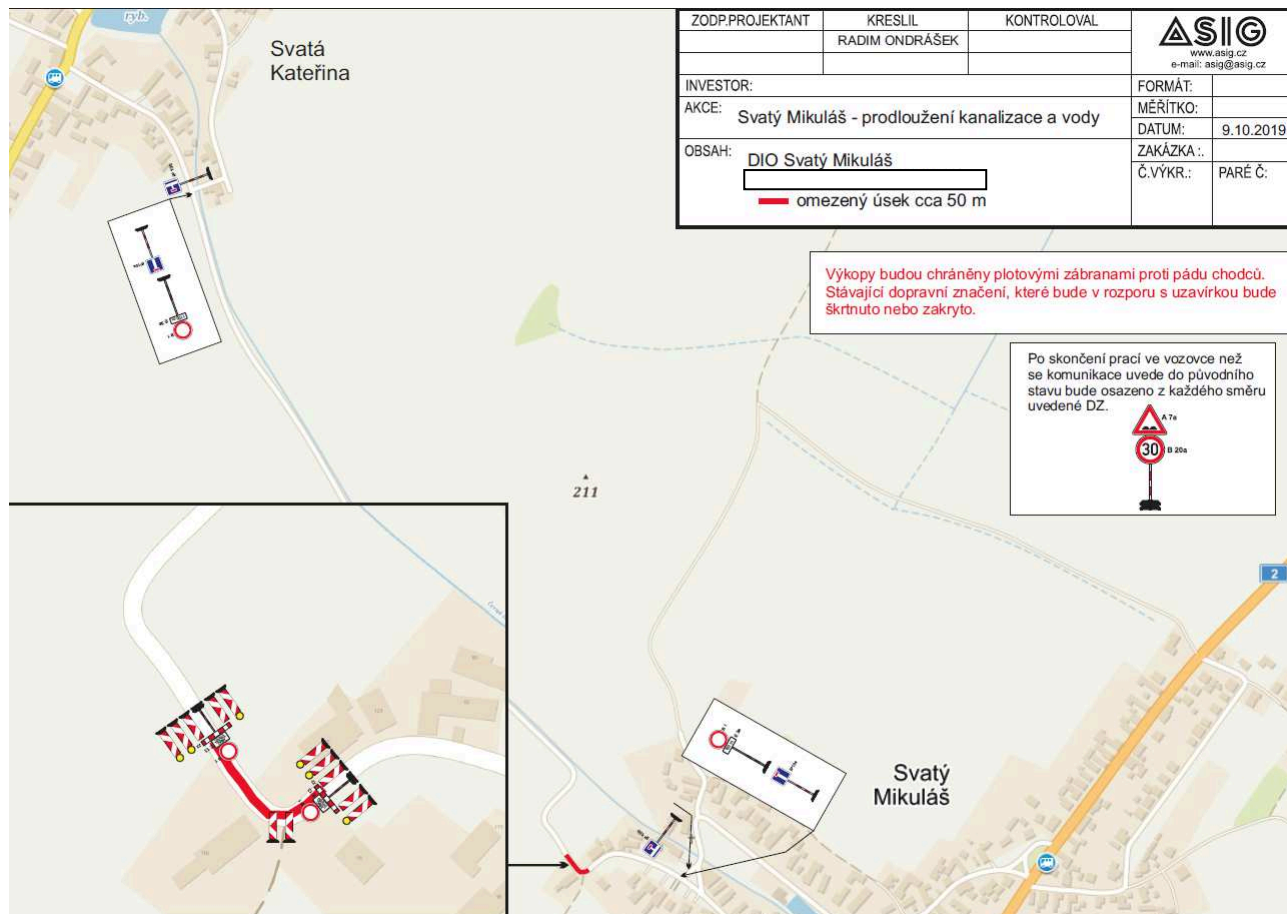 ryb.
Svatá
Kateřina
ZODP.PROJEKTANT
KRESLIL
KONTROLOVAL
RADIM ONDRÁŠEK
ASIG
www.asig.cz
e-mail: asig@asig.cz
INVESTOR:
FORMÁT:
AKCE: Svatý Mikuláš - prodloužení kanalizace a vody
MĚŘÍTKO:
DATUM: 9.10.2019
OBSAH: DIO Svatý Mikuláš
ZAKÁZKA :.
Č.VÝKR.:
PARÉ Č:
omezený úsek cca 50 m
Výkopy budou chráněny plotovými zábranami proti pádu chodců.
Stávající dopravní značení, které bude v rozporu s uzavírkou bude
škrtnuto nebo zakryto.
Po skončení prací ve vozovce než
se komunikace uvede do původního
stavu bude osazeno z každého směru
uvedené DZ.
A 7a
30
B 20a
211
2
Svatý
Mikuláš